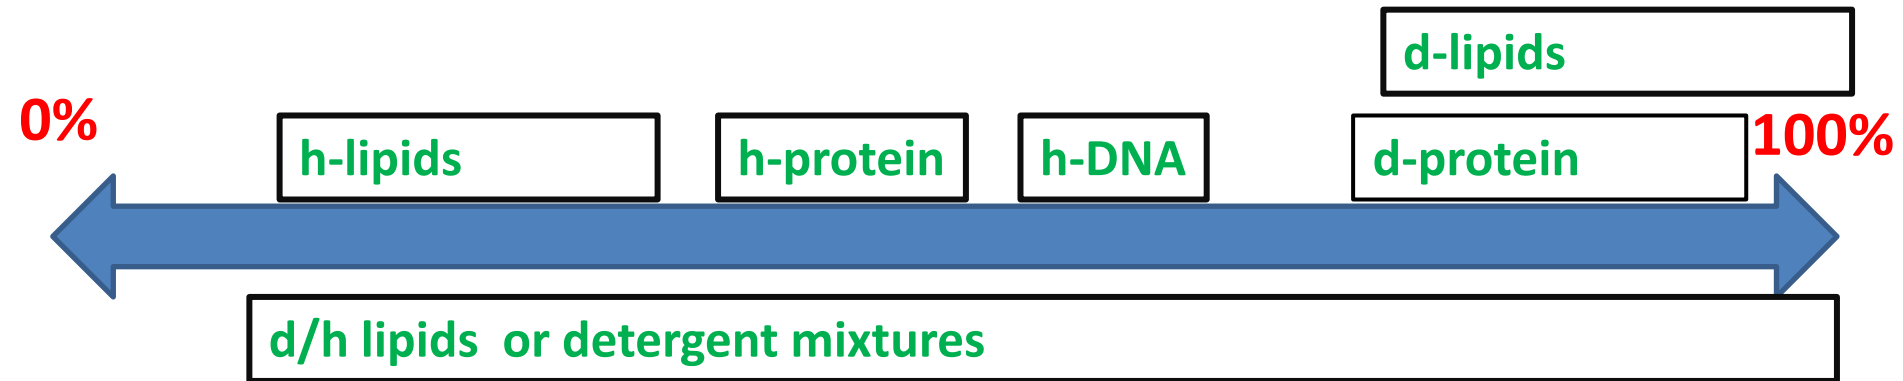 d-lipids
0%
h-lipids
h-protein
h-DNA
d-protein
100%
d/h lipids or detergent mixtures